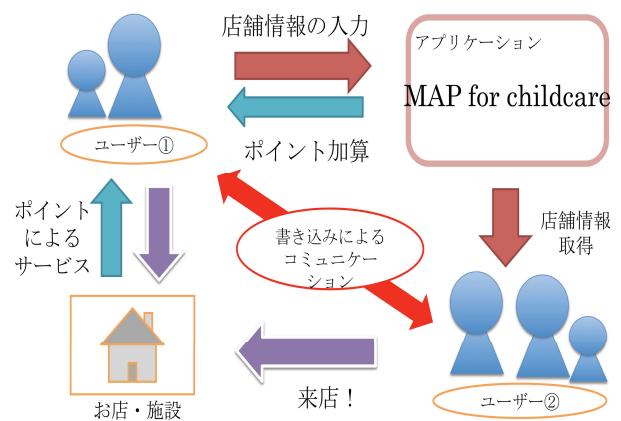 店舗情報の入力
アプリケーション
MAP for childcare
ポイント加算
ユーザー①
ポイント
による
サービス
書き込みによる
コミュニケー
ション
店舗情報
取得
来店！
お店・施設
ユーザー②